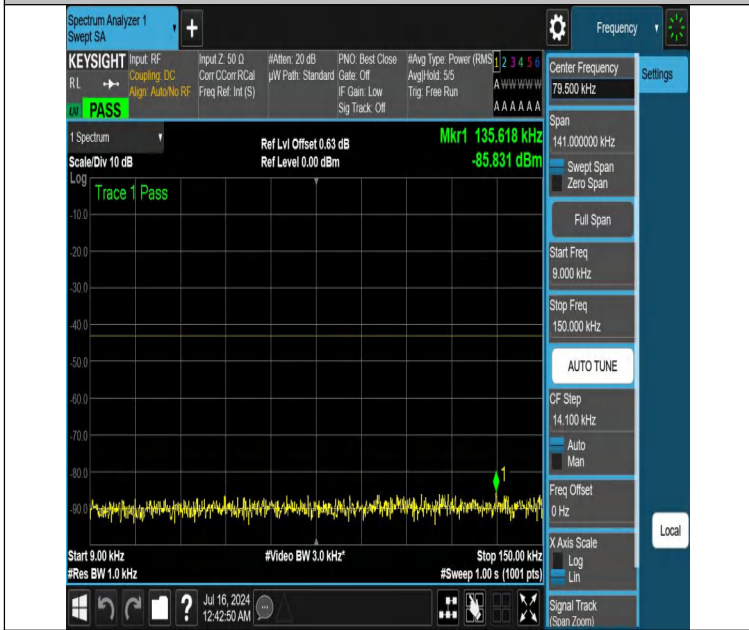 Spectrum Analyzer 1
Swept SA
Frequency
KEYSIGHT
RL
PASS
Input: RF
Coupling: DC
Align: Auto/No RF
Input Z: 50 Ω
Corr CCorr RCal
Freq Ref: Int (S)
#Atten: 20 dB
µW Path: Standard
PNO: Best Close
Gate: Off
IF Gain: Low
Sig Track: Off
#Avg Type: Power (RMS
Avg|Hold: 5/5
Trig: Free Run
1 2 3 4 5 6
A W W W W W
A A A A A A
1 Spectrum
Scale/Div 10 dB
Ref Lvl Offset 0.63 dB
Ref Level 0.00 dBm
Mkr1 135.618 kHz
-85.831 dBm
Log
Trace 1 Pass
-10.0
-20.0
-30.0
-40.0
-50.0
-60.0
-70.0
-80.0
-90.0
1
Start 9.00 kHz
#Res BW 1.0 kHz
#Video BW 3.0 kHz*
Stop 150.00 kHz
#Sweep 1.00 s (1001 pts)
Center Frequency
79.500 kHz
Settings
Span
141.000000 kHz
Swept Span
Zero Span
Full Span
Start Freq
9.000 kHz
Stop Freq
150.000 kHz
AUTO TUNE
CF Step
14.100 kHz
Auto
Man
Freq Offset
0 Hz
X Axis Scale
Log
Lin
Signal Track
(Span Zoom)
Local
?
Jul 16, 2024
12:42:50 AM